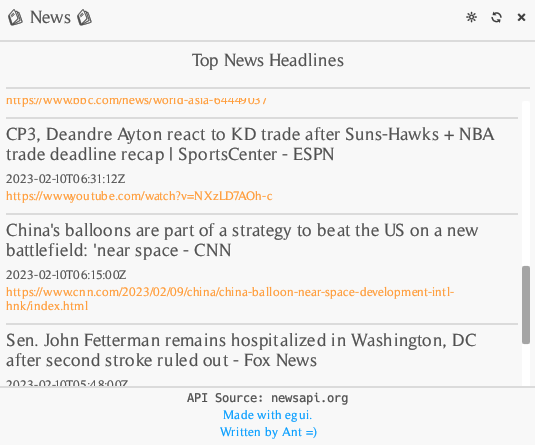 News
Top News Headlines
https://www.bbc.com/news/world-asia-64449037
CP3, Deandre Ayton react to KD trade after Suns-Hawks + NBA
trade deadline recap | SportsCenter - ESPN
2023-02-10T06:31:12Z
https://www.youtube.com/watch?v=NXzLD7AOh-c
China's balloons are part of a strategy to beat the US on a new
battlefield: 'near space - CNN
2023-02-10T06:15:00Z
https://www.cnn.com/2023/02/09/china/china-balloon-near-space-development-intl-
hnk/index.html
Sen. John Fetterman remains hospitalized in Washington, DC
after second stroke ruled out - Fox News
2023-02-10T05:48:00Z
API Source: newsapi.org
Made with egui.
Written by Ant =)